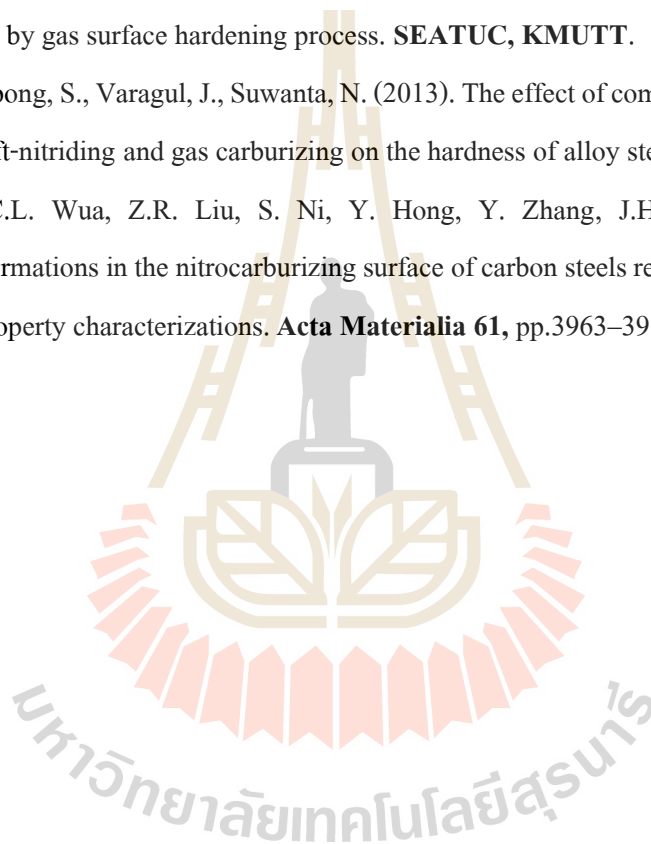 by gas surface hardening process. SEATUC, KMUTT.
ong, S., Varagul, J., Suwanta, N. (2013). The effect of com
ft-nitriding and gas carburizing on the hardness of alloy ste
C.L. Wua, Z.R. Liu, S. Ni, Y. Hong, Y. Zhang, J.H
rmations in the nitrocarburizing surface of carbon steels re
operty characterizations. Acta Materialia 61, pp.3963–39
มหาวิทยาลัยเทคโนโลยีสุรนารี